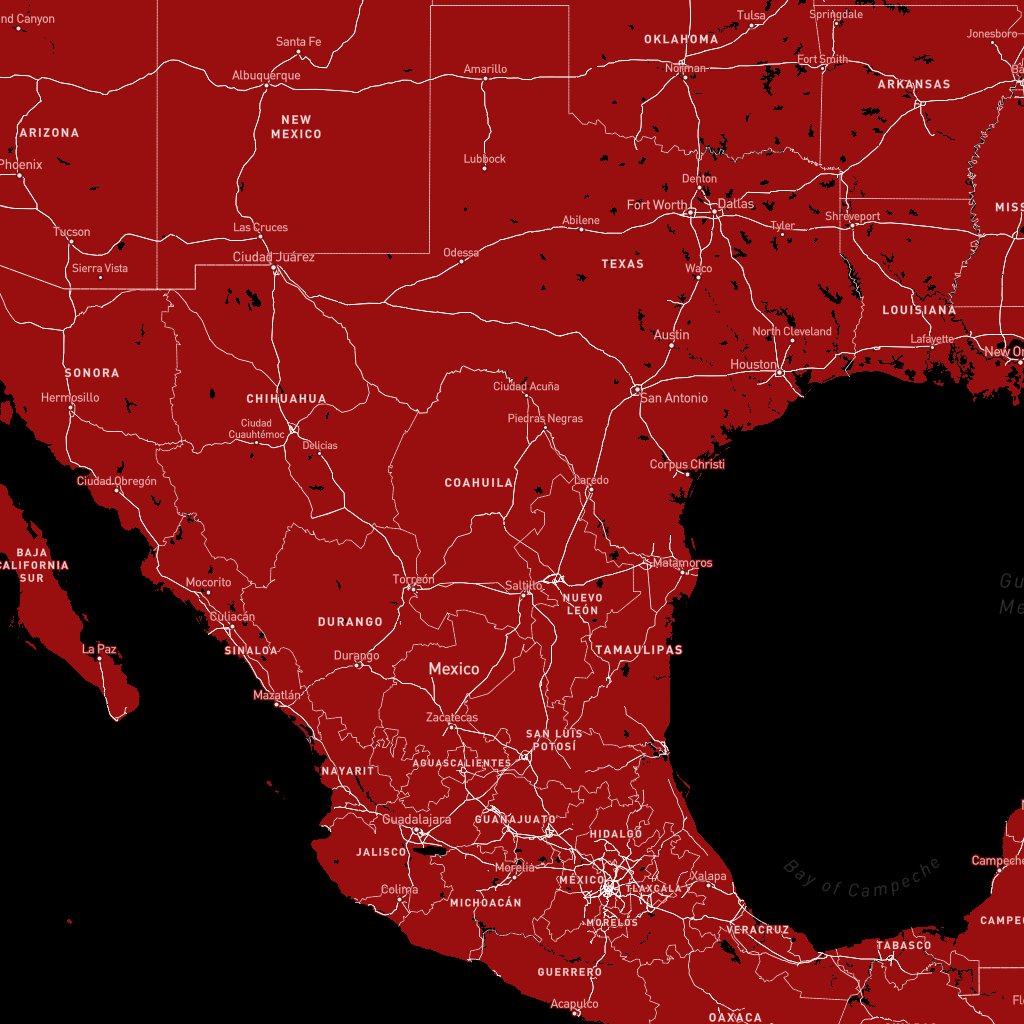 nd Canyon
Tulsa
Springdale
Jonesboro
Santa Fe
OKLAHOMA
Fort Smith
Albuquerque
Amarillo
Norman
ARKANSAS
NEW
MEXICO
ARIZONA
Phoenix
Lubbock
Denton
Fort Worth
Dallas
MISS
Shreveport
Abilene
Tyler
Las Cruces
Tucson
Odessa
Ciudad Juárez
TEXAS
Waco
Sierra Vista
LOUISIANA
Austin
North Cleveland
Lafayette
New Or
Houston
SONORA
Ciudad Acuña
Hermosillo
CHIHUAHUA
San Antonio
Piedras Negras
Ciudad
Cuauhtémoc
Delicias
Corpus Christi
Ciudad Obregón
COAHUILA
Laredo
BAJA
CALIFORNIA
SUR
Matamoros
Mocorito
Torreón
Saltillo
NUEVO
LEÓN
Gu
Me
Culiacán
DURANGO
La Paz
SINALOA
Durango
TAMAULIPAS
Mexico
Mazatlán
Zacatecas
SAN LUIS
POTOSÍ
NAYARIT
AGUASCALIENTES
Guadalajara
GUANAJUATO
HIDALGO
JALISCO
Morelia
MÉXICO
TLAXCALA
Xalapa
Bay of Campeche
Campeche
Colima
MICHOACÁN
MORELOS
VERACRUZ
CAMPEC
TABASCO
GUERRERO
Acapulco
OAXACA